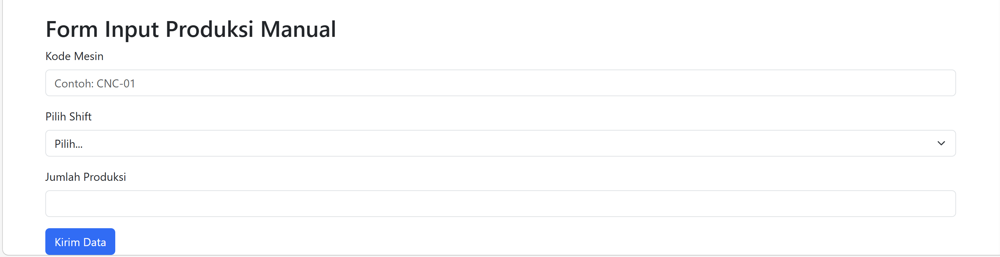 Form Input Produksi Manual
Kode Mesin
Contoh: CNC-01
Pilih Shift
Pilih...
Jumlah Produksi
Kirim Data